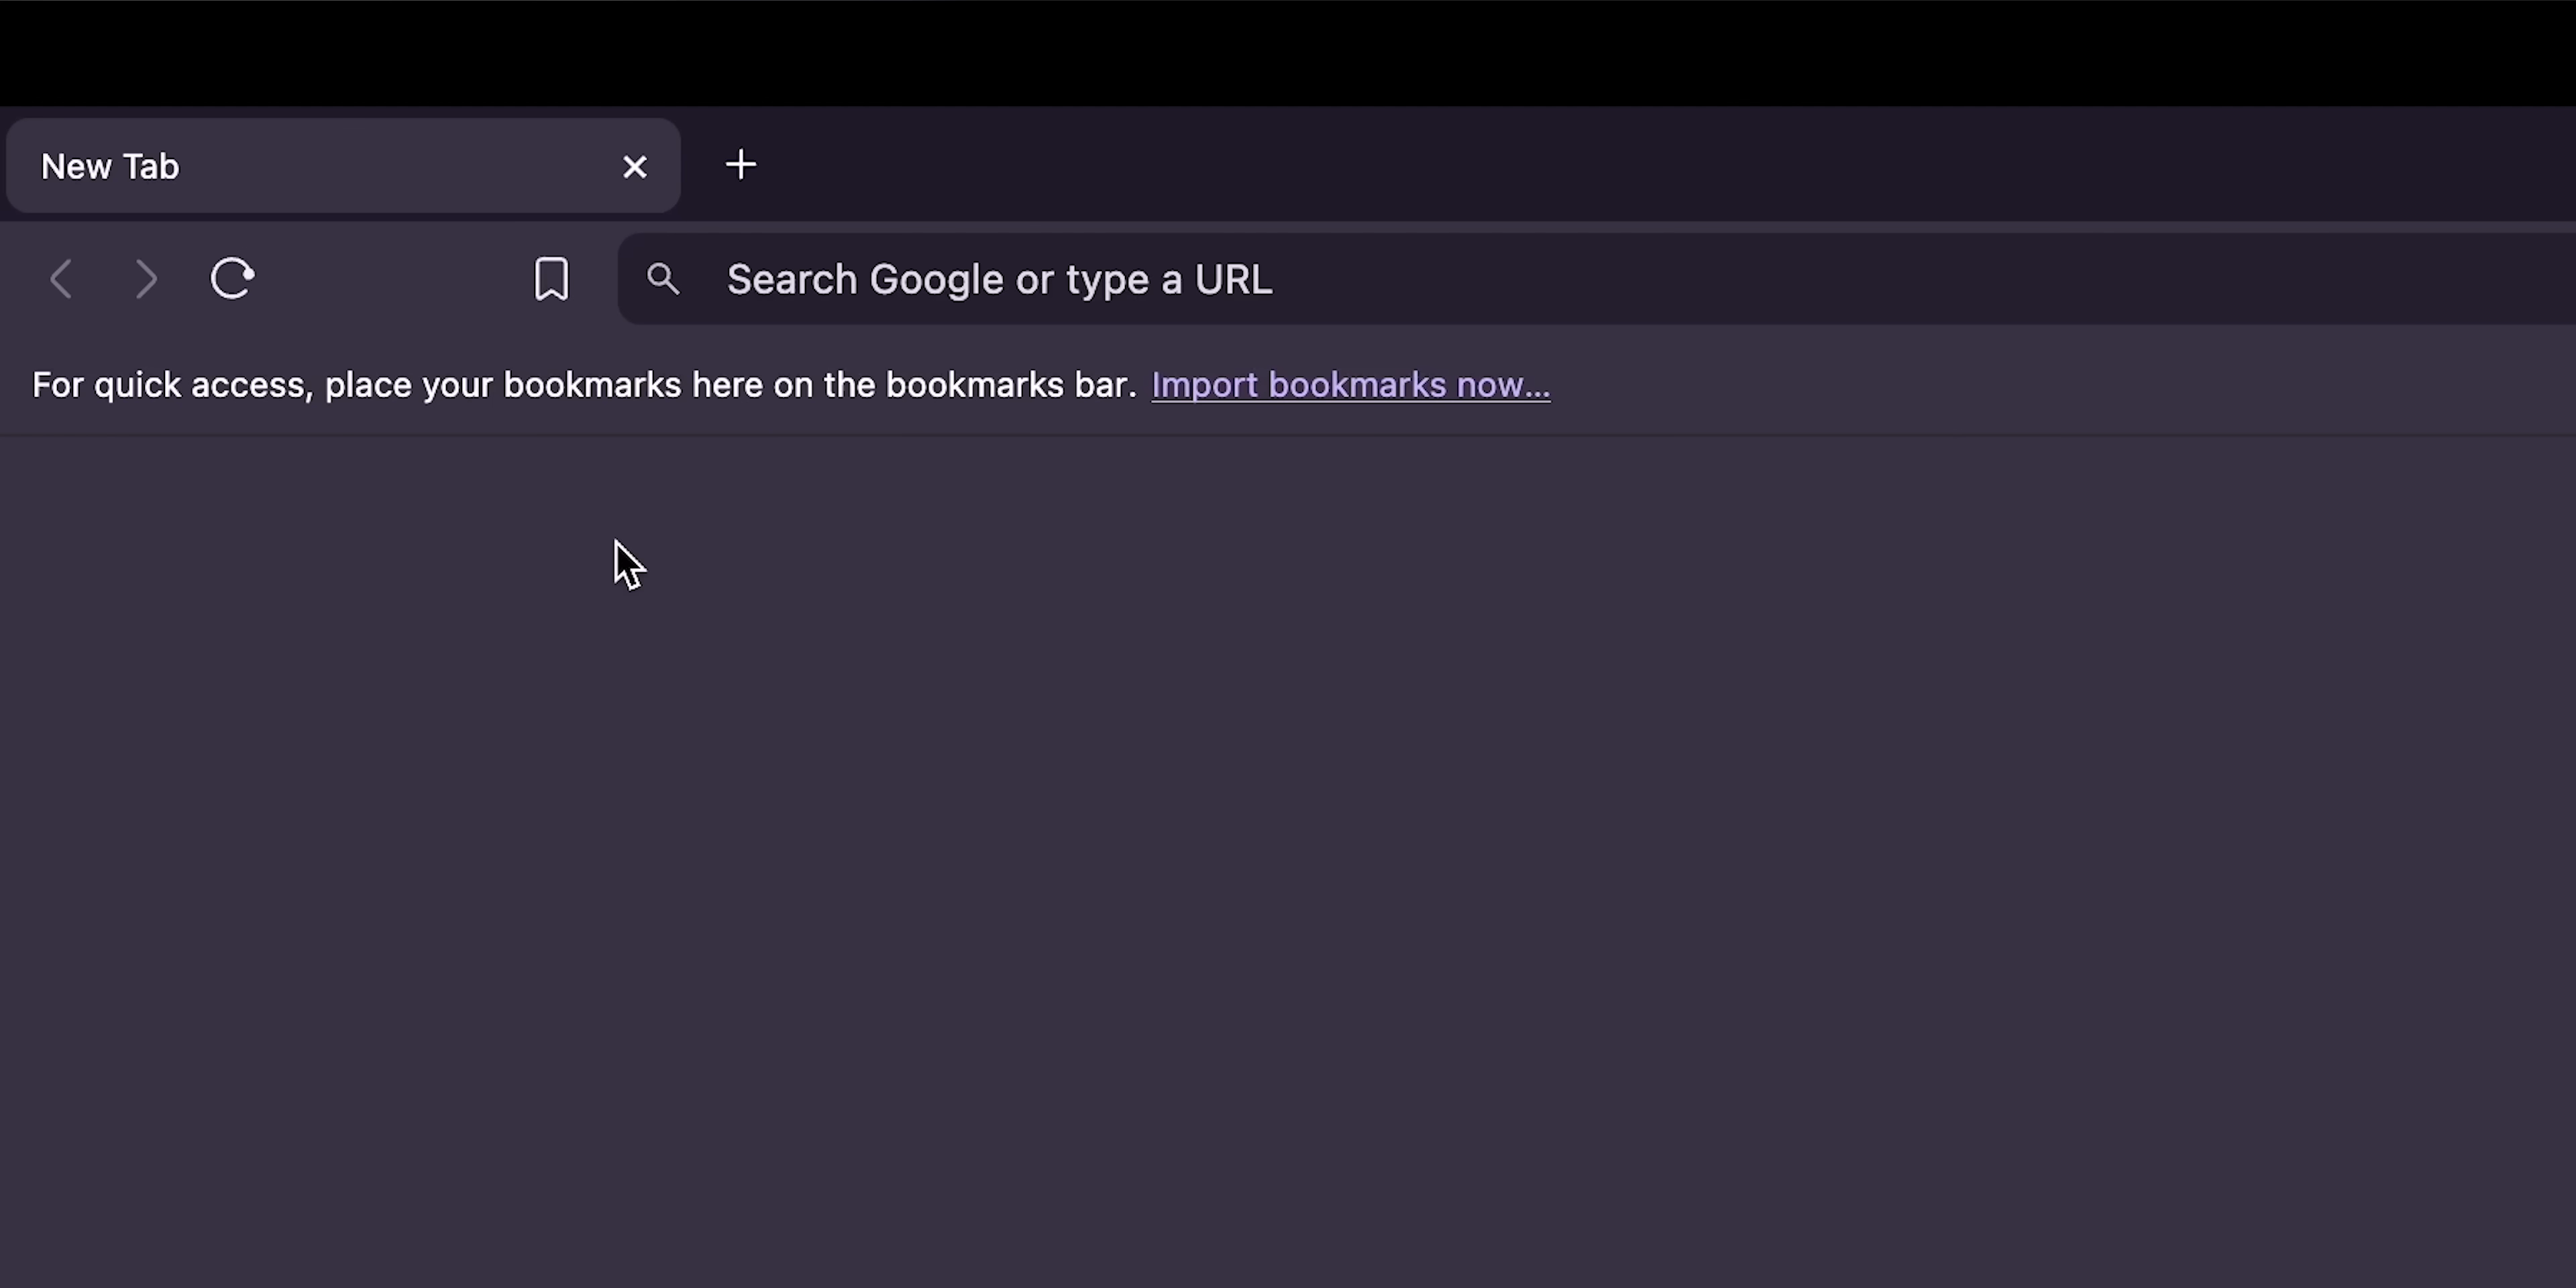 New Tab
Search Google or type a URL
For quick access, place your bookmarks here on the bookmarks bar. Import bookmarks now...